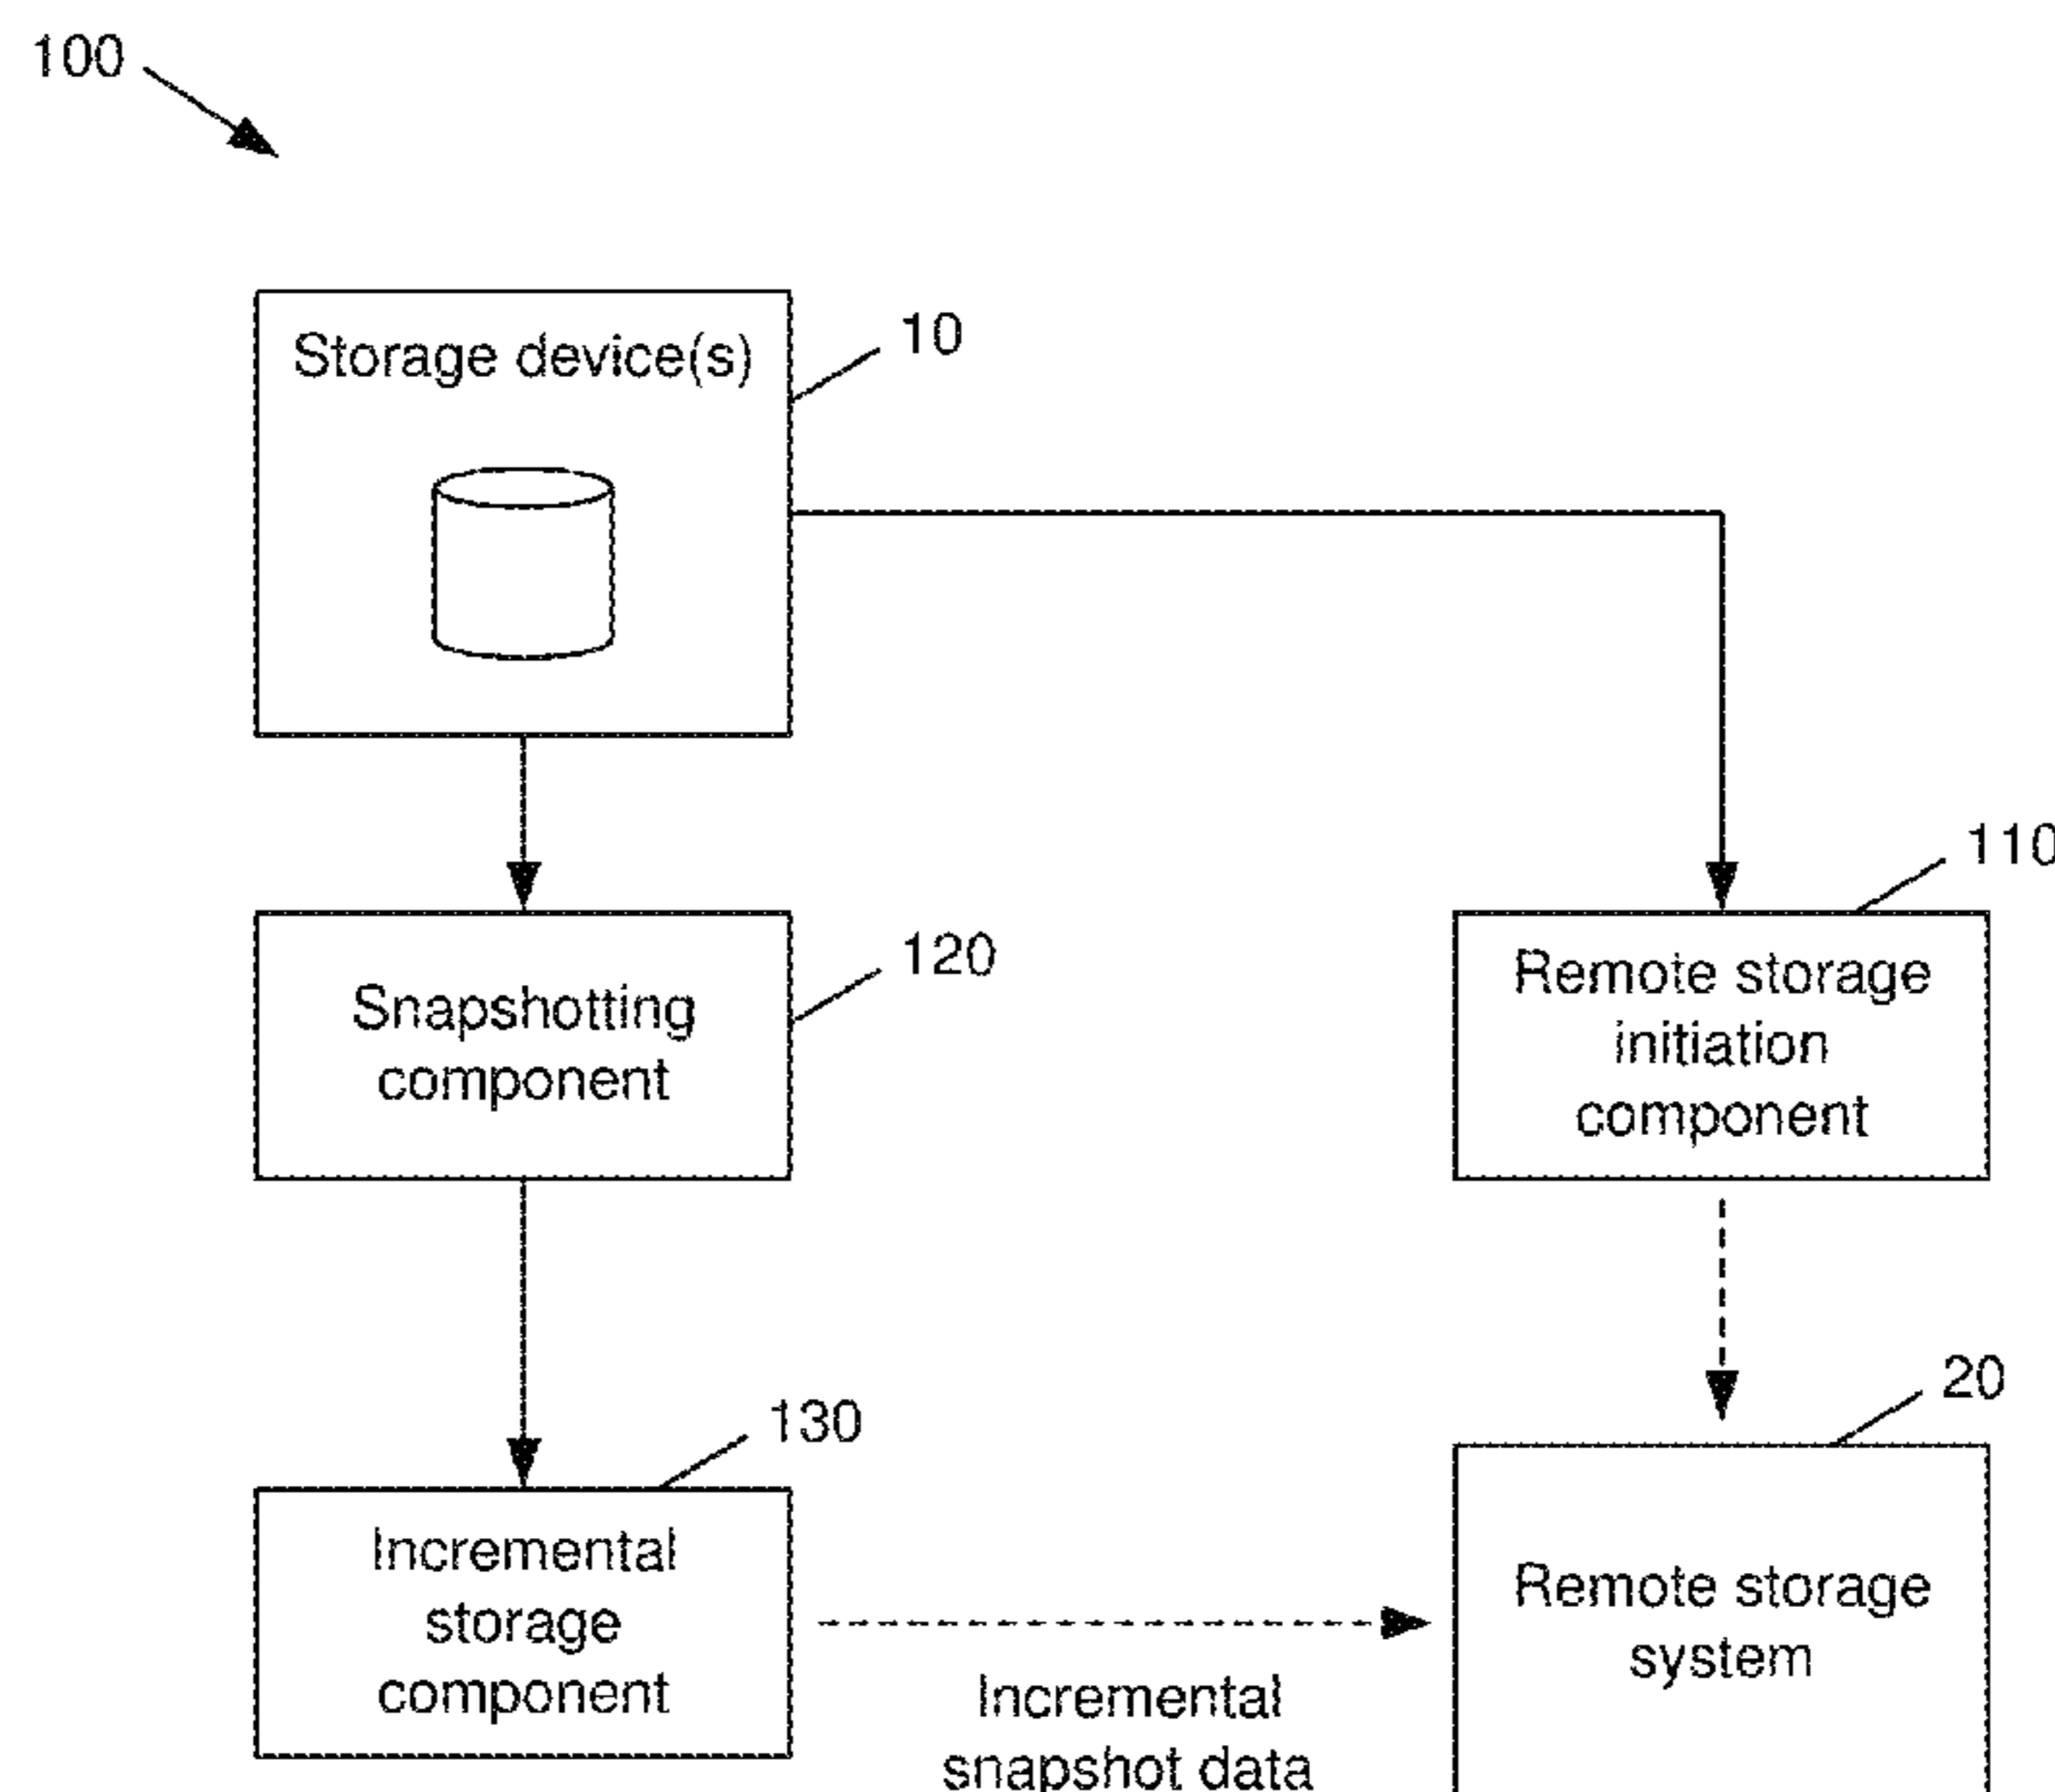 100
Storage device(s)
10
110
Snapshotting
component
120
Remote storage
initiation
component
20
130
Incremental
storage
component
Remote storage
system
Incremental
snapshot data